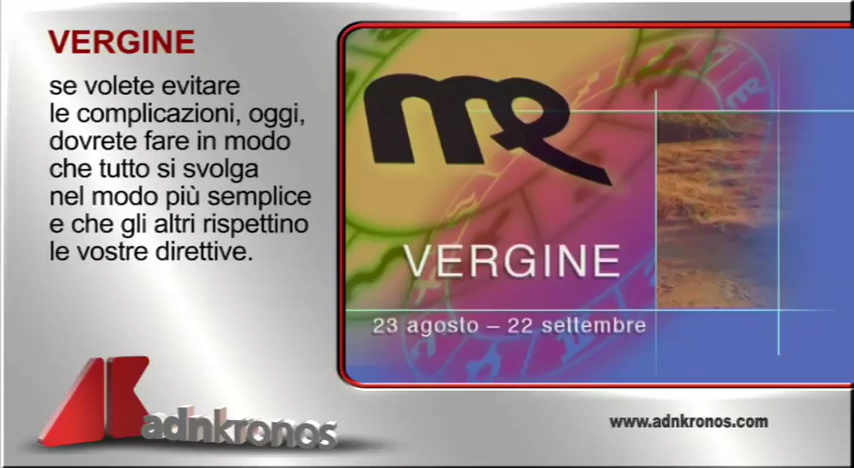 VERGINE
se volete evitare
le complicazioni, oggi,
dovrete fare in modo
che tutto si svolga
nel modo più semplice
e che gli altri rispettino
le vostre direttive.
VERGINE
23 agosto – 22 settembre
adnkronos
www.adnkronos.com